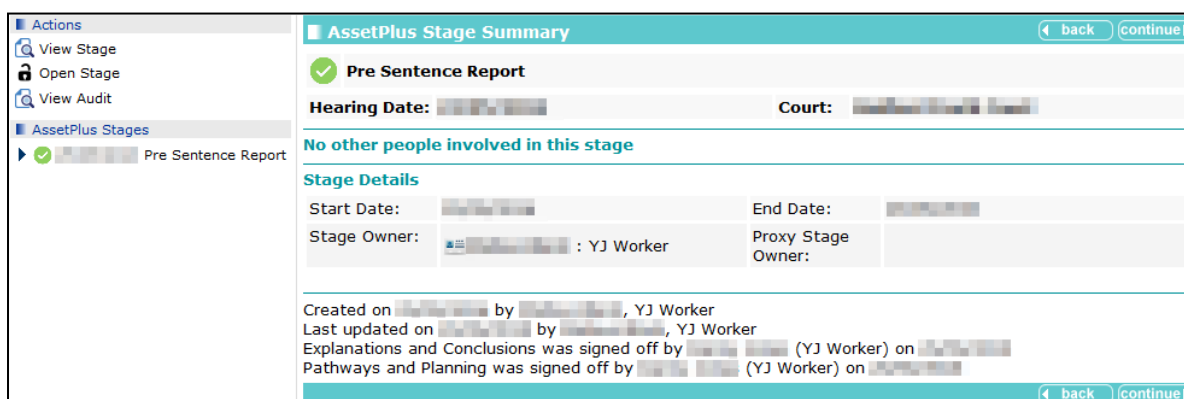 Actions
View Stage
Open Stage
View Audit
AssetPlus Stages
Pre Sentence Report
AssetPlus Stage Summary
back continue
Pre Sentence Report
Hearing Date: Court:
No other people involved in this stage
Stage Details
Start Date: End Date:
Stage Owner: : YJ Worker Proxy Stage
Owner:
Created on by , YJ Worker
Last updated on by , YJ Worker
Explanations and Conclusions was signed off by (YJ Worker) on
Pathways and Planning was signed off by (YJ Worker) on
back continue